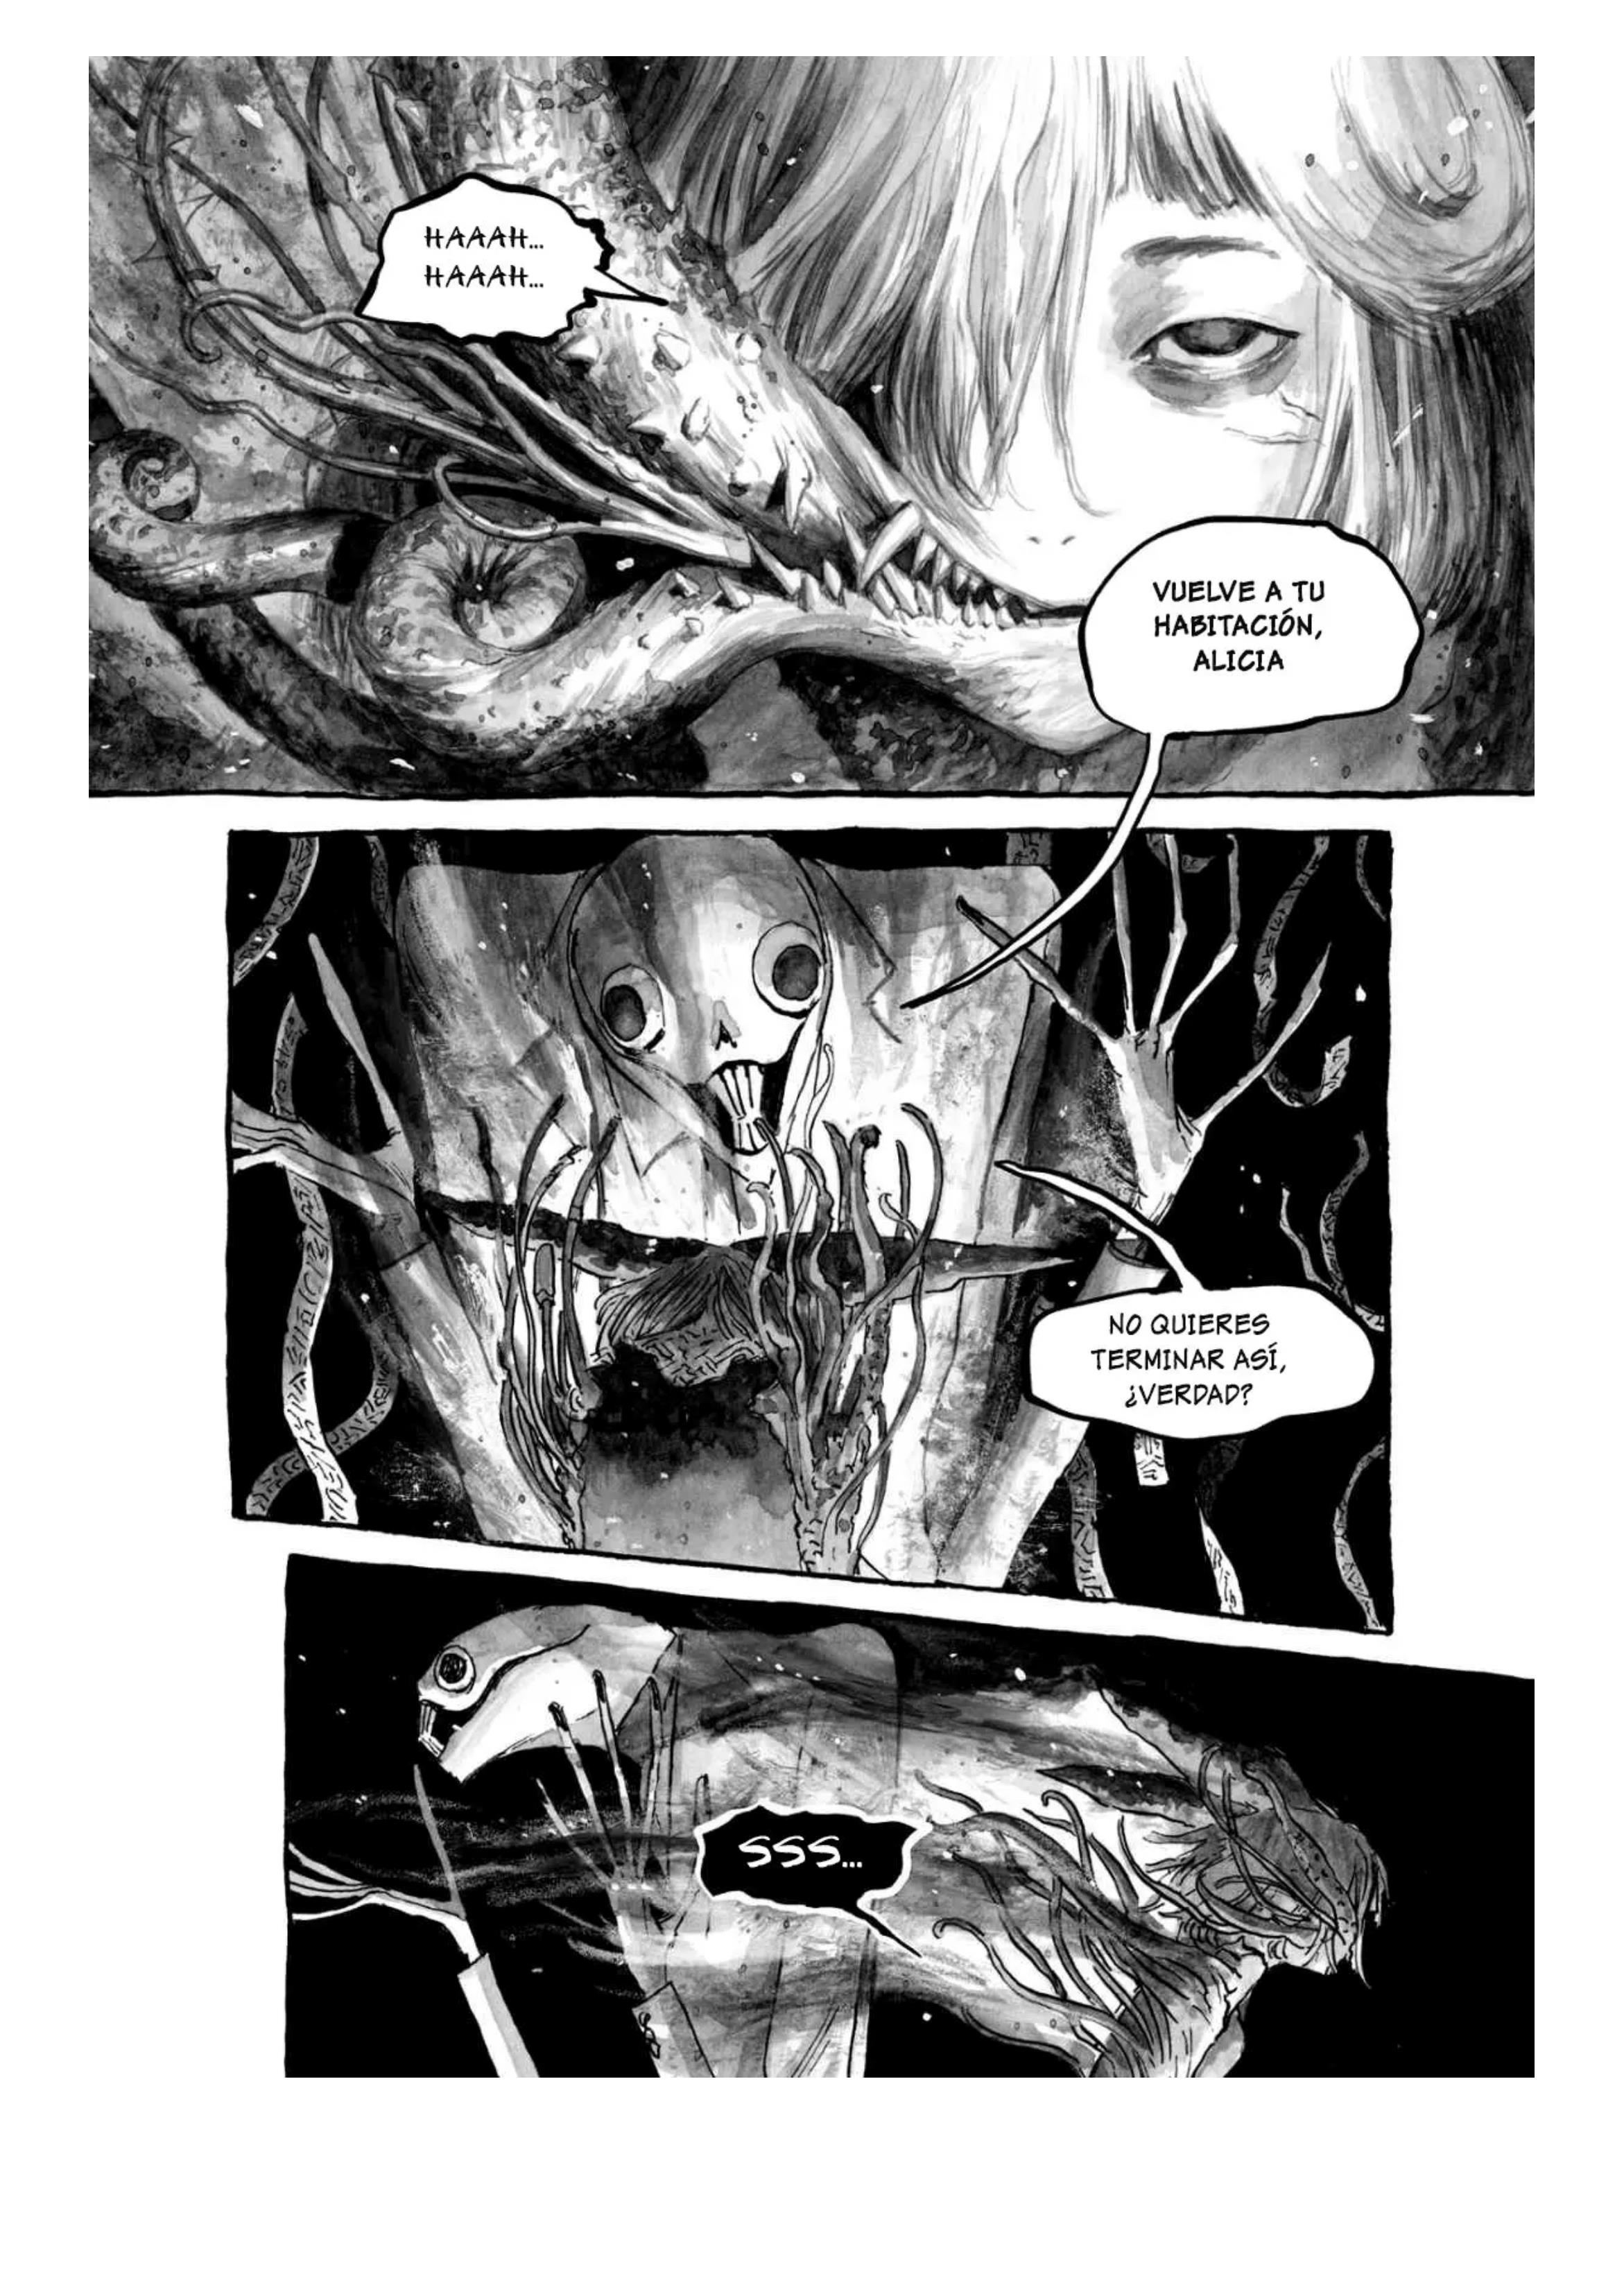 HAAAH...
HAAAH...
VUELVE A TU
HABITACIÓN,
ALICIA
NO QUIERES
TERMINAR ASÍ,
¿VERDAD?
SSS...